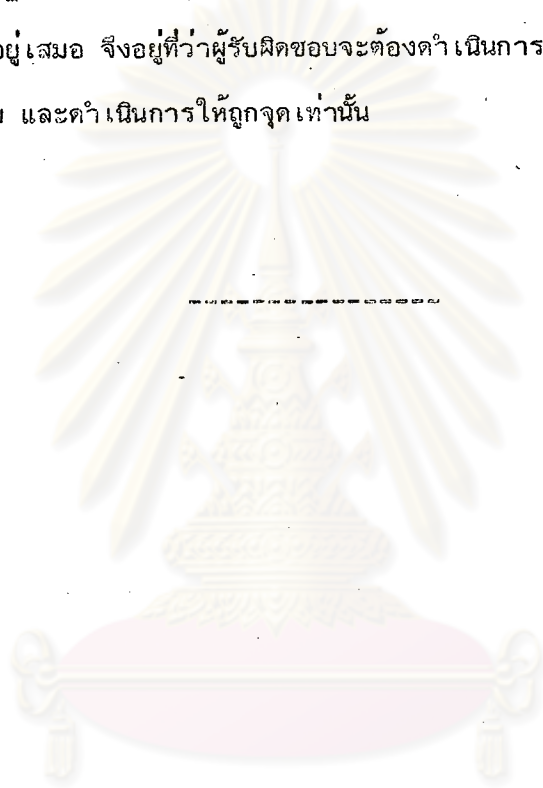 อยู่เสมอ จึงอยู่ที่ว่าผู้รับผิดชอบจะต้องดำเนินการ
และดำเนินการให้ถูกจุดเท่านั้น